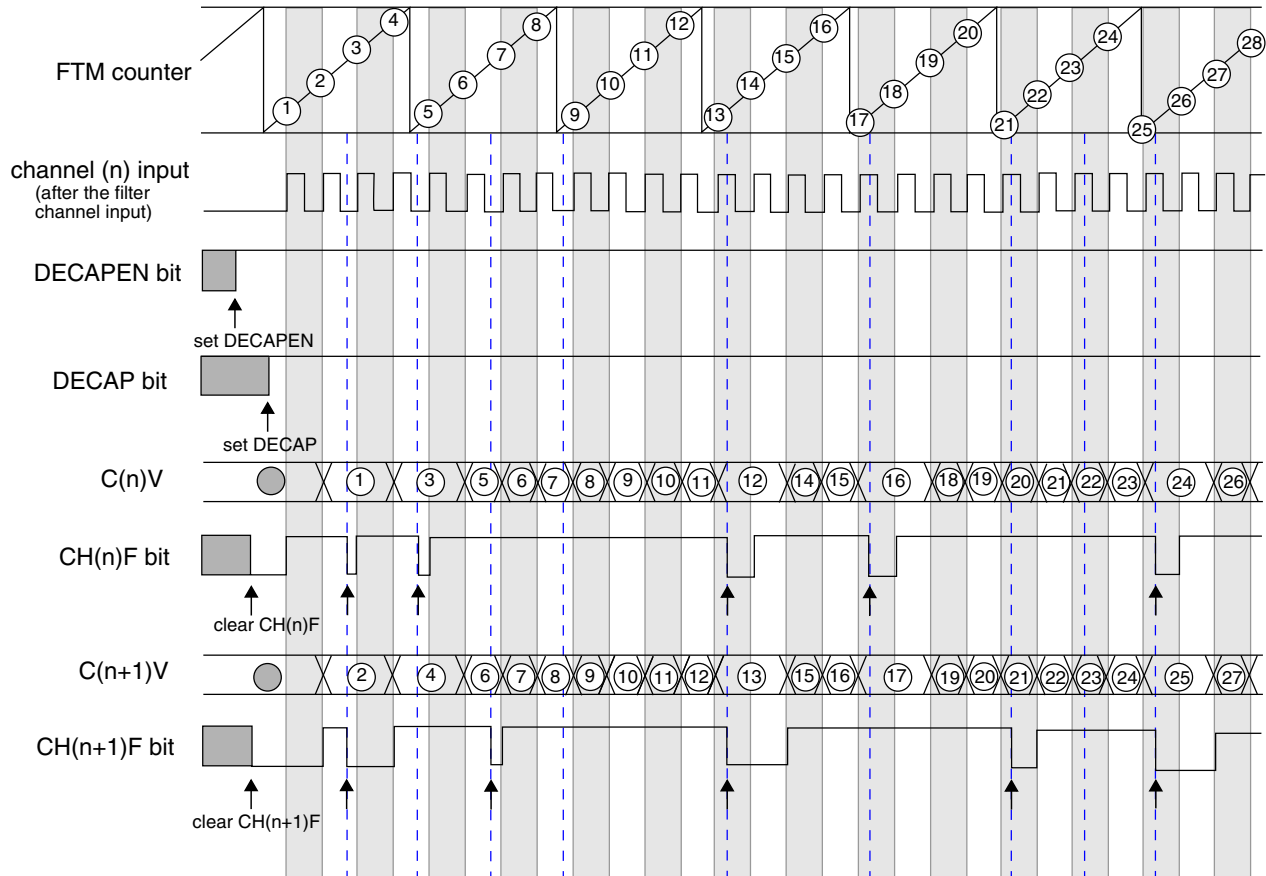 4 8 12 16 20 24 28
3 7 11 15 19 23 27
FTM counter
2 6 10 14 18 22 26
1 5 9 13 17 21 25
channel (n) input
(after the filter
channel input)
DECAPEN bit
set DECAPEN
DECAP bit
set DECAP
C(n)V 1 3 5 6 7 8 9 10 11 12 14 15 16 18 19 20 21 22 23 24 26
CH(n)F bit
clear CH(n)F
C(n+1)V 2 4 6 7 8 9 10 11 12 13 15 16 17 19 20 21 22 23 24 25 27
CH(n+1)F bit
clear CH(n+1)F